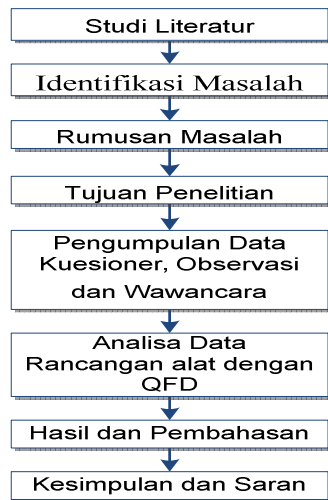 Studi Literatur
Identifikasi Masalah
Rumusan Masalah
Tujuan Penelitian
Pengumpulan Data
Kuesioner, Observasi
dan Wawancara
Analisa Data
Rancangan alat dengan
QFD
Hasil dan Pembahasan
Kesimpulan dan Saran